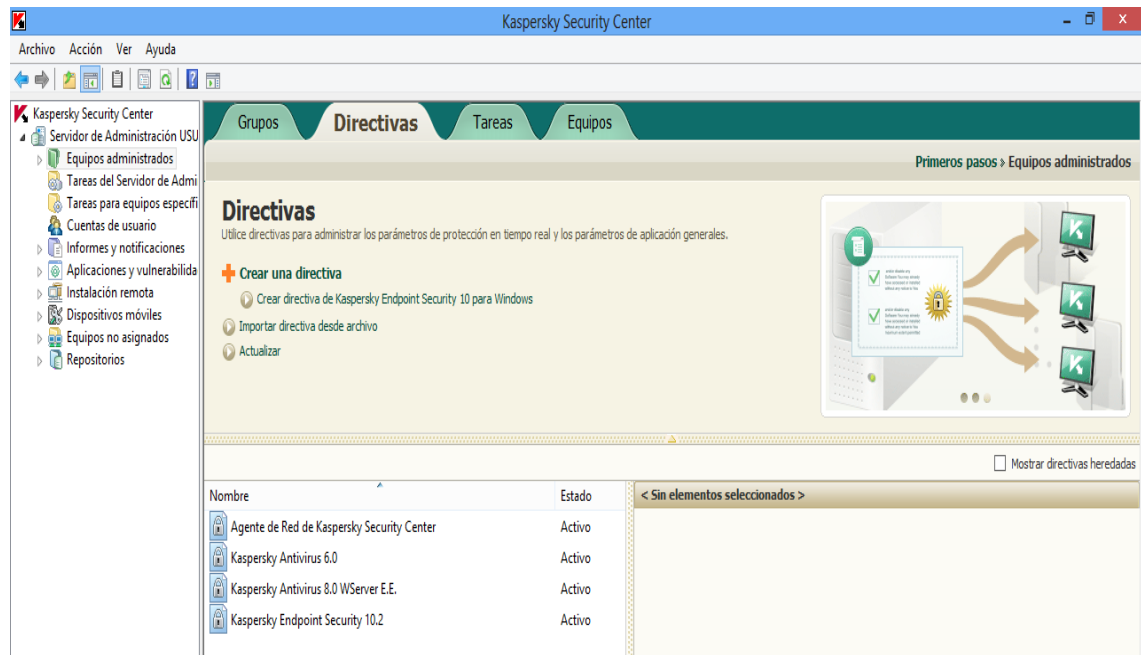 Kaspersky Security Center
Archivo Acción Ver Ayuda
Kaspersky Security Center
Servidor de Administración USU
Equipos administrados
Tareas del Servidor de Admi
Tareas para equipos específi
Cuentas de usuario
Informes y notificaciones
Aplicaciones y vulnerabilida
Instalación remota
Dispositivos móviles
Equipos no asignados
Repositorios
Grupos Directivas Tareas Equipos
Primeros pasos » Equipos administrados
Directivas
Utilice directivas para administrar los parámetros de protección en tiempo real y los parámetros de aplicación generales.
Crear una directiva
Crear directiva de Kaspersky Endpoint Security 10 para Windows
Importar directiva desde archivo
Actualizar
Mostrar directivas heredadas
Nombre Estado
< Sin elementos seleccionados >
Agente de Red de Kaspersky Security Center Activo
Kaspersky Antivirus 6.0 Activo
Kaspersky Antivirus 8.0 WServer E.E. Activo
Kaspersky Endpoint Security 10.2 Activo